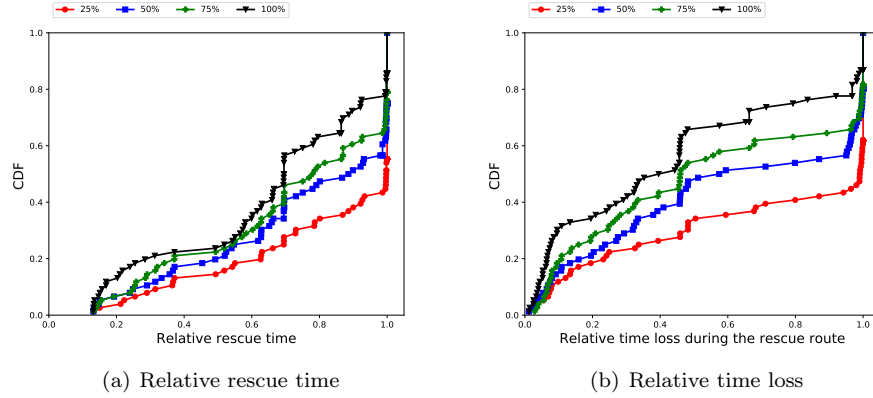 25% 50% 75% 100%
1.0
0.8
0.6
0.4
0.2
0.0
CDF
0.0 0.2 0.4 0.6 0.8 1.0
Relative rescue time
(a) Relative rescue time
25% 50% 75% 100%
1.0
0.8
0.6
0.4
0.2
0.0
CDF
0.0 0.2 0.4 0.6 0.8 1.0
Relative time loss during the rescue route
(b) Relative time loss